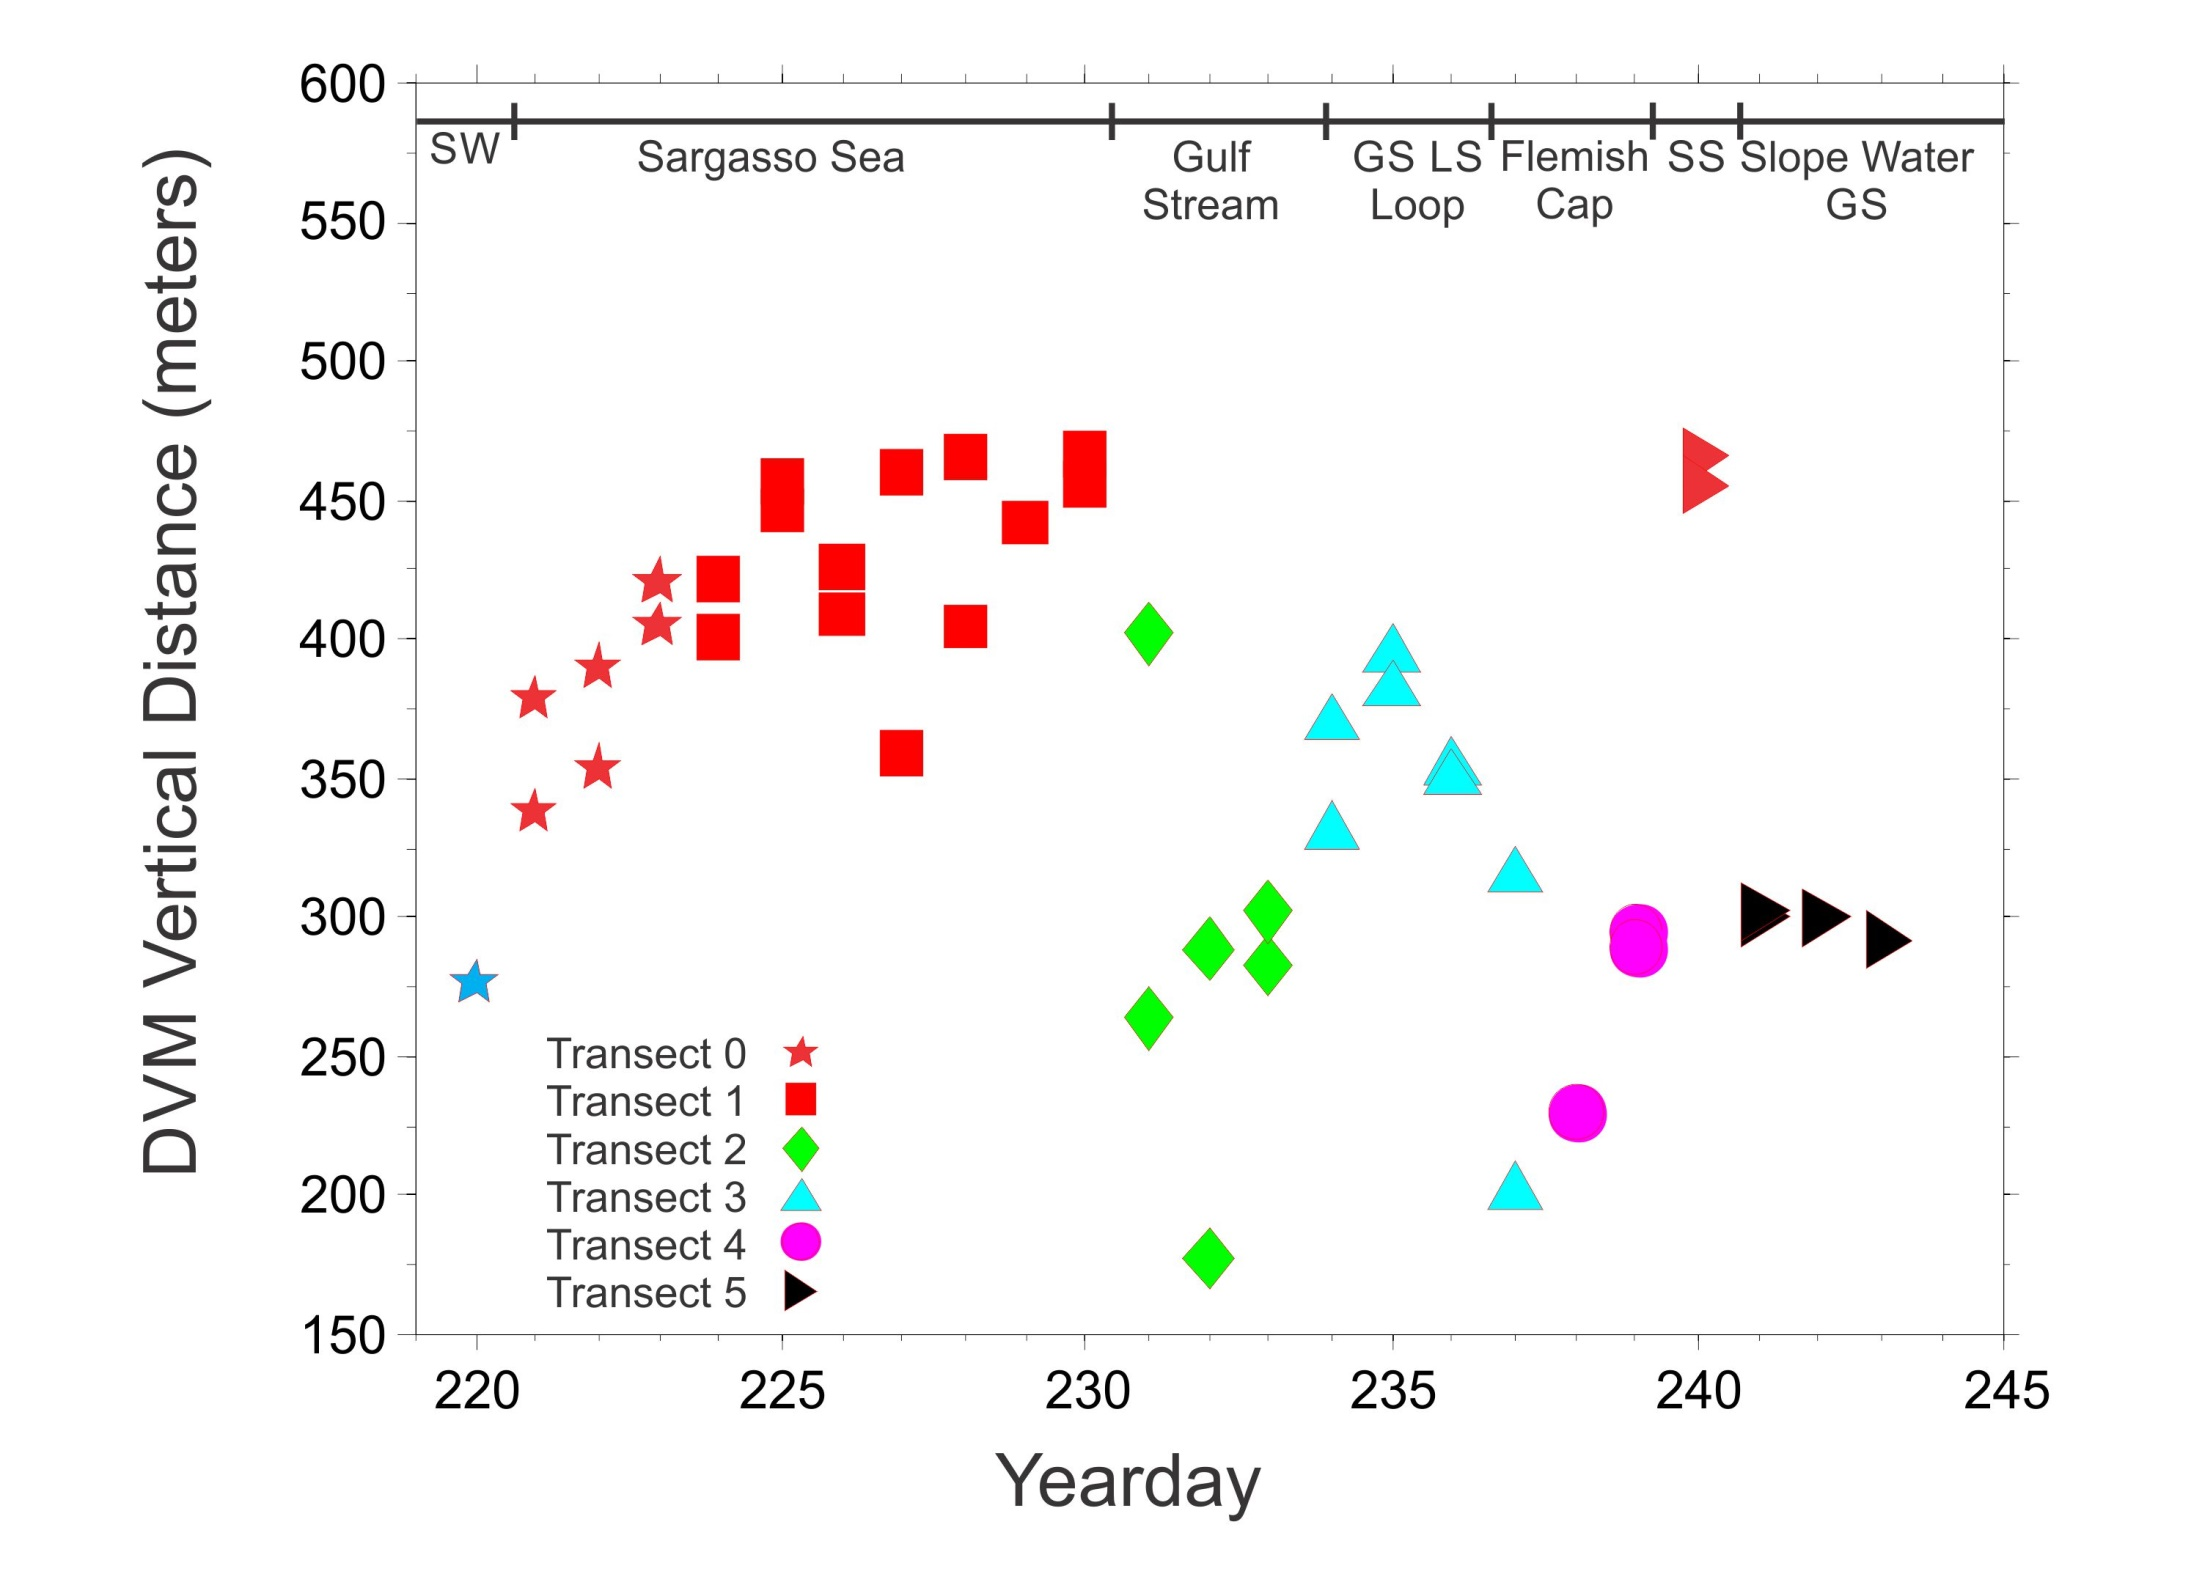 600
550
500
450
400
350
300
250
200
150
DVM Vertical Distance (meters)
SW
Sargasso Sea
Gulf
Stream
GS LS
Loop
Flemish
Cap
SS
Slope Water
GS
Transect 0
Transect 1
Transect 2
Transect 3
Transect 4
Transect 5
220
225
230
235
240
245
Yearday